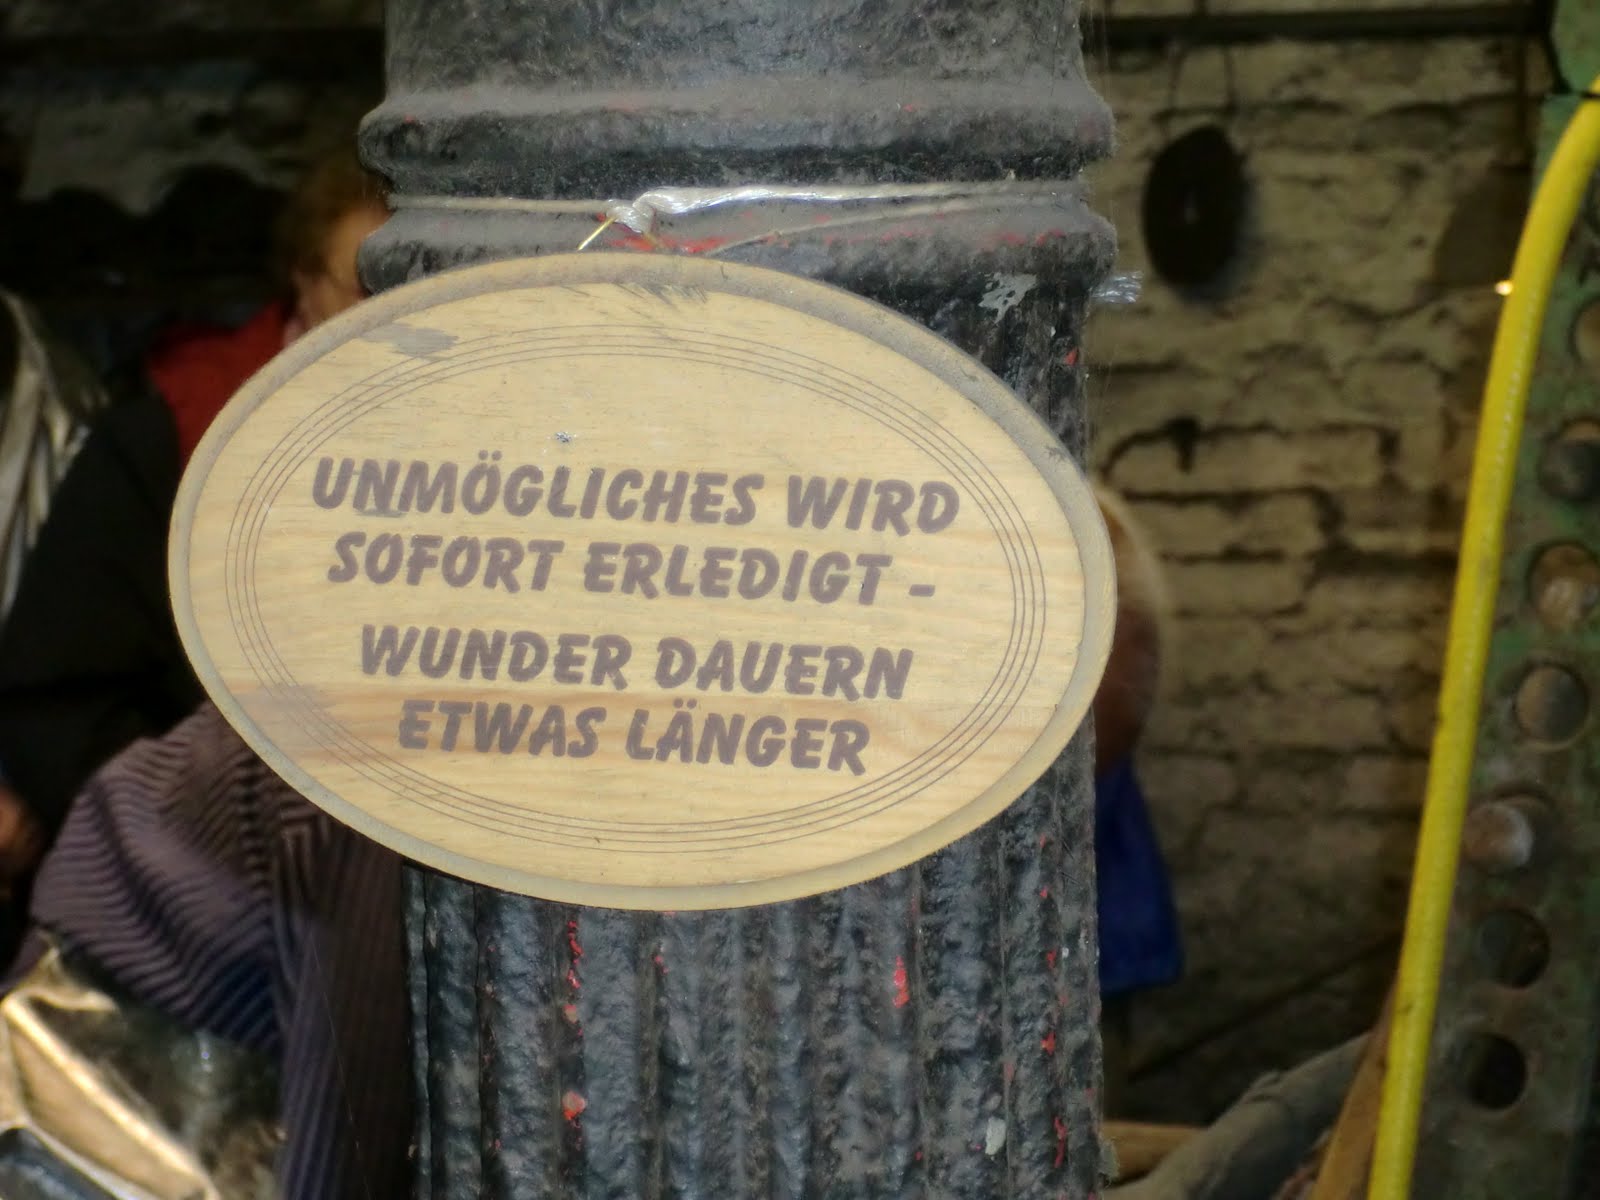 UNMÖGLICHES WIRD
SOFORT ERLEDIGT -
WUNDER DAUERN
ETWAS LÄNGER